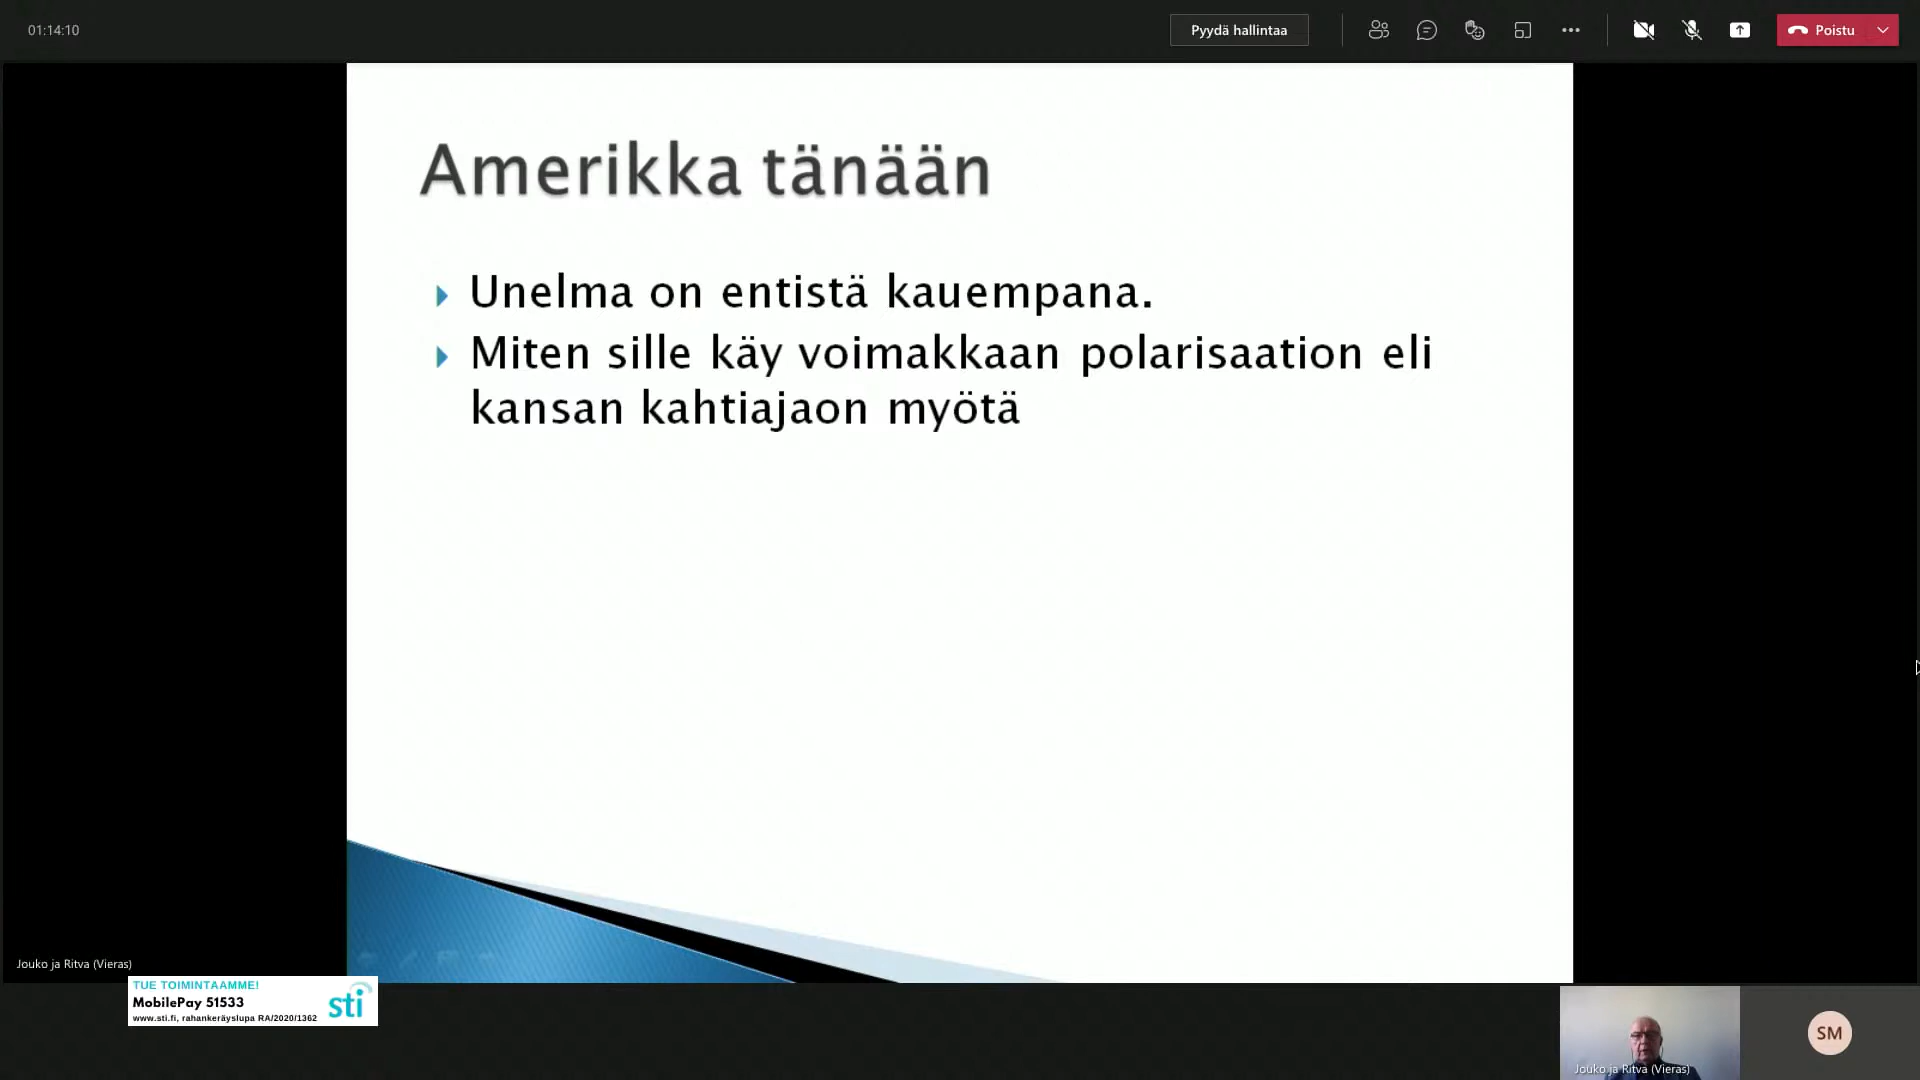 01:14:10
Pyydä hallintaa
Poistu
Amerikka tänään
Unelma on entistä kauempana.
Miten sille käy voimakkaan polarisaation eli
kansan kahtiajaon myötä
Jouko ja Ritva (Vieras)
TUE TOIMINTAAMME!
MobilePay 51533
www.sti.fi, rahankeräyslupa RA/2020/1362
sti
Jouko ja Ritva (Vieras)
SM